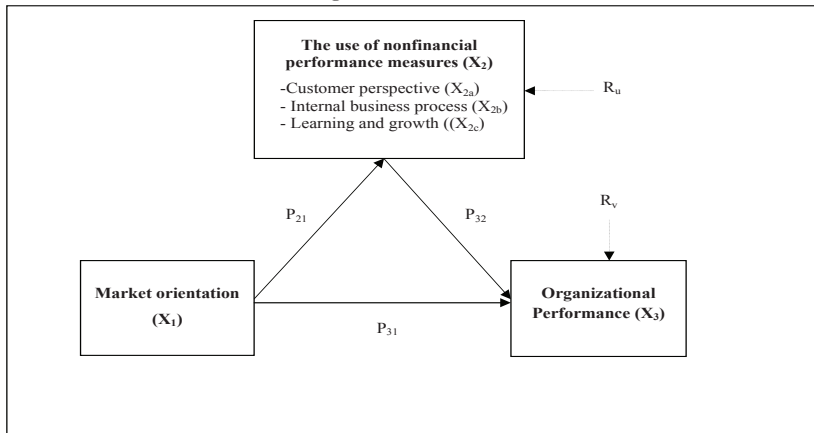 The use of nonfinancial
performance measures (X2)
-Customer perspective (X2a)
- Internal business process (X2b)
- Learning and growth ((X2c)
Ru
Rv
P21
P32
Market orientation
(X1)
Organizational
Performance (X3)
P31